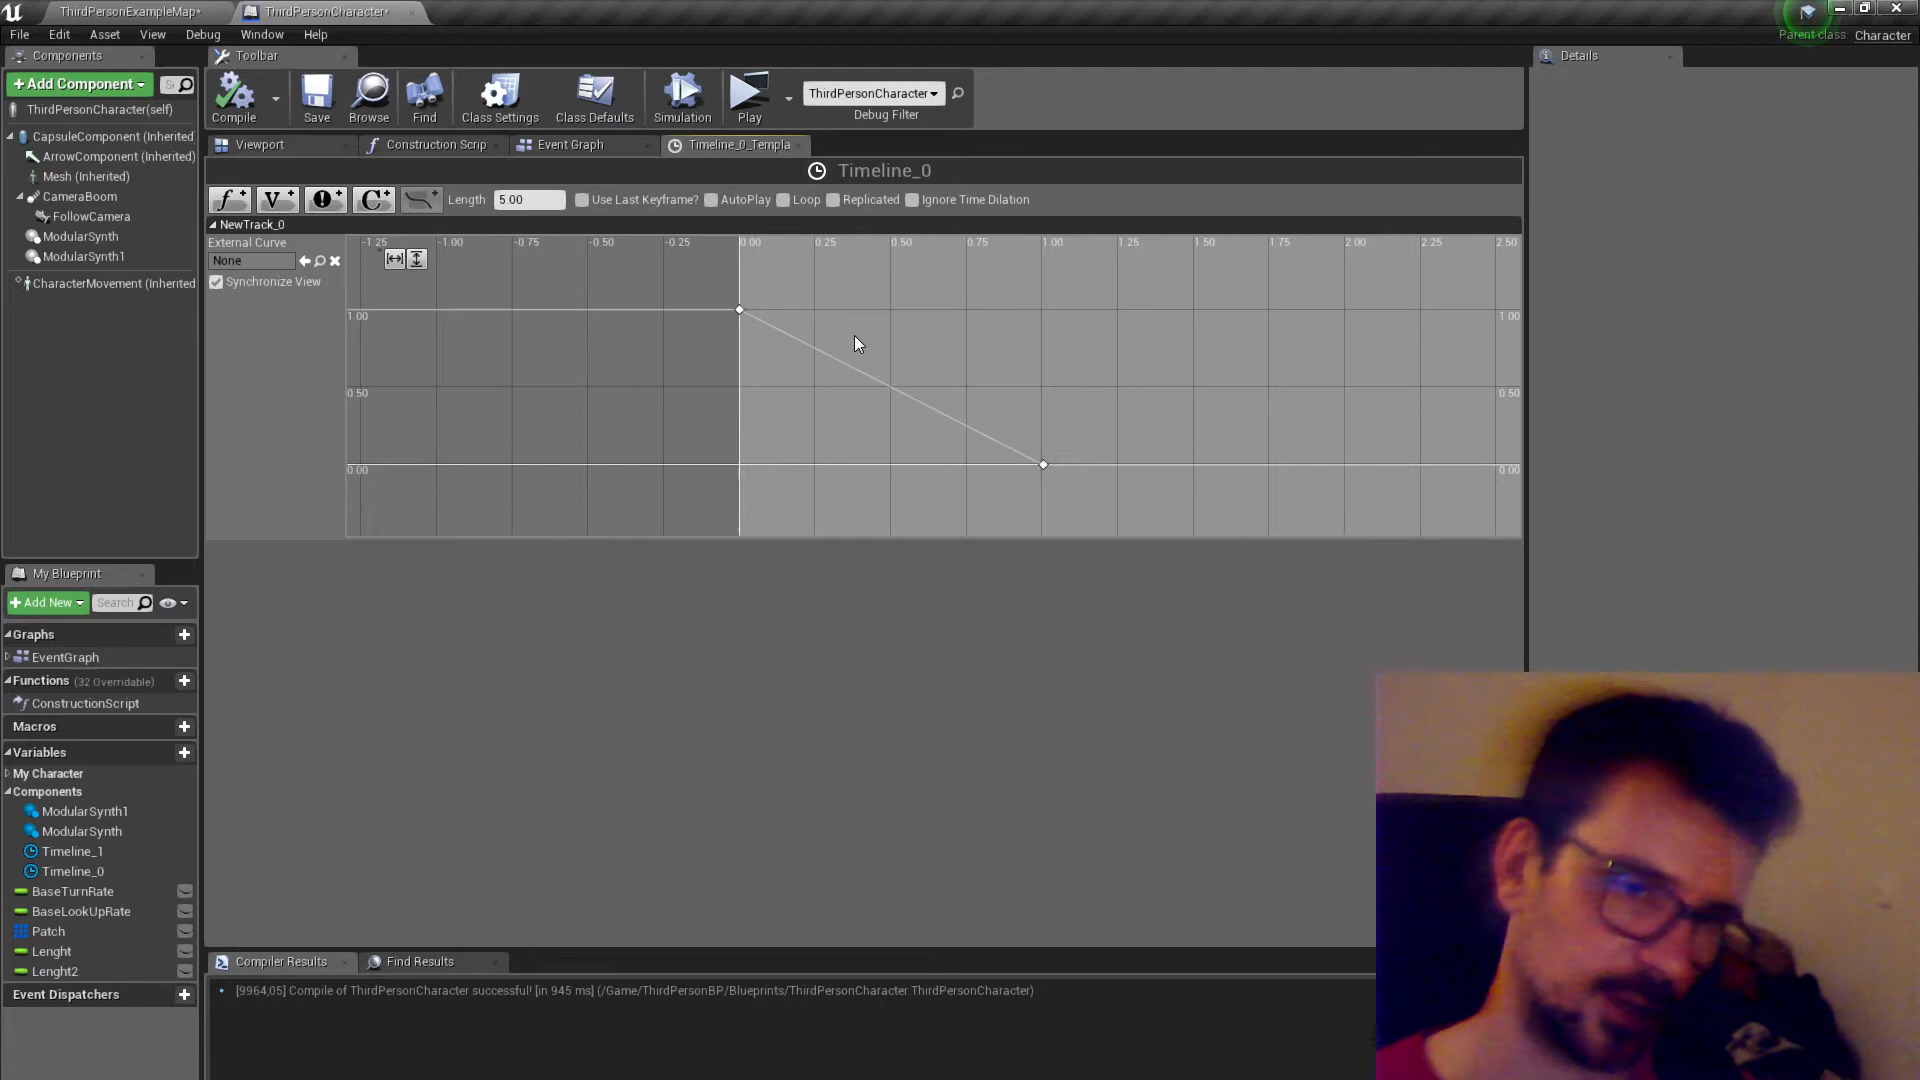 ThirdPersonExampleMap*
ThirdPersonCharacter*
File Edit Asset View Debug Window Help
Parent class: Character
Components
Toolbar
Details
+Add Component
ThirdPersonCharacter(self)
CapsuleComponent (Inherited
ArrowComponent (Inherited)
Mesh (Inherited)
CameraBoom
FollowCamera
ModularSynth
ModularSynth1
CharacterMovement (Inherited
Compile
Save
Browse
Find
Class Settings
Class Defaults
Simulation
Play
ThirdPersonCharacter
Debug Filter
Viewport
Construction Scrip
Event Graph
Timeline_0_Templa
Timeline_0
Length 5.00 Use Last Keyframe? AutoPlay Loop Replicated Ignore Time Dilation
NewTrack_0
External Curve
None
Synchronize View
-1 25 -1 00 -0 75 -0 50 -0 25 0 00 0 25 0 50 0 75 1 00 1 25 1 50 1 75 2 00 2 25 2 50
1 00 1 00
0 50 0 50
0 00 0 00
My Blueprint
+Add New Search
Graphs
EventGraph
Functions (32 Overridable)
ConstructionScript
Macros
Variables
My Character
Components
ModularSynth1
ModularSynth
Timeline_1
Timeline_0
BaseTurnRate
BaseLookUpRate
Patch
Lenght
Lenght2
Event Dispatchers
Compiler Results
Find Results
[9964,05] Compile of ThirdPersonCharacter successful! [in 945 ms] (/Game/ThirdPersonBP/Blueprints/ThirdPersonCharacter ThirdPersonCharacter)